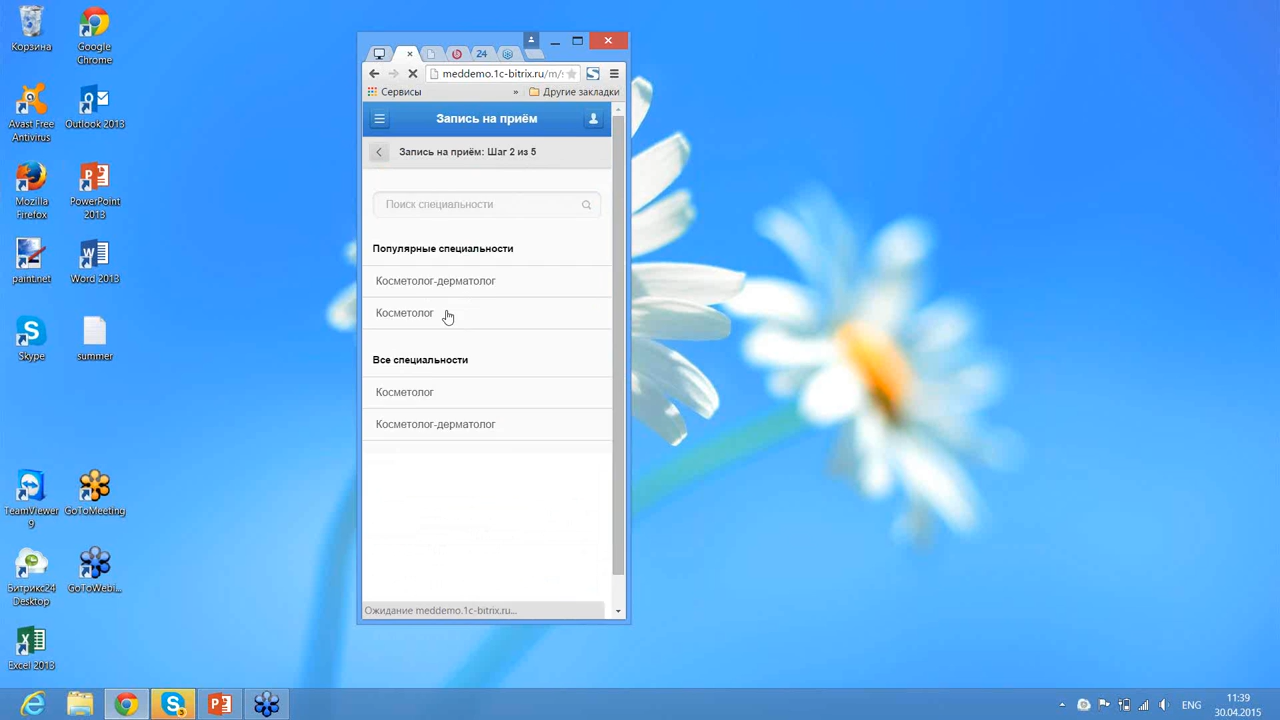 Корзина
Google
Chrome
Avast Free
Antivirus
Outlook 2013
Mozilla
Firefox
PowerPoint
2013
paint.net
Word 2013
Skype
summer
TeamViewer
9
GoToMeeting
Битрикс24
Desktop
GoToWebi...
Excel 2013
24
meddemo.1c-bitrix.ru/m/
Сервисы
»
Другие закладки
Запись на приём
Запись на приём: Шаг 2 из 5
Поиск специальности
Популярные специальности
Косметолог-дерматолог
Косметолог
Все специальности
Косметолог
Косметолог-дерматолог
Ожидание meddemo.1c-bitrix.ru...
ENG
11:39
30.04.2015